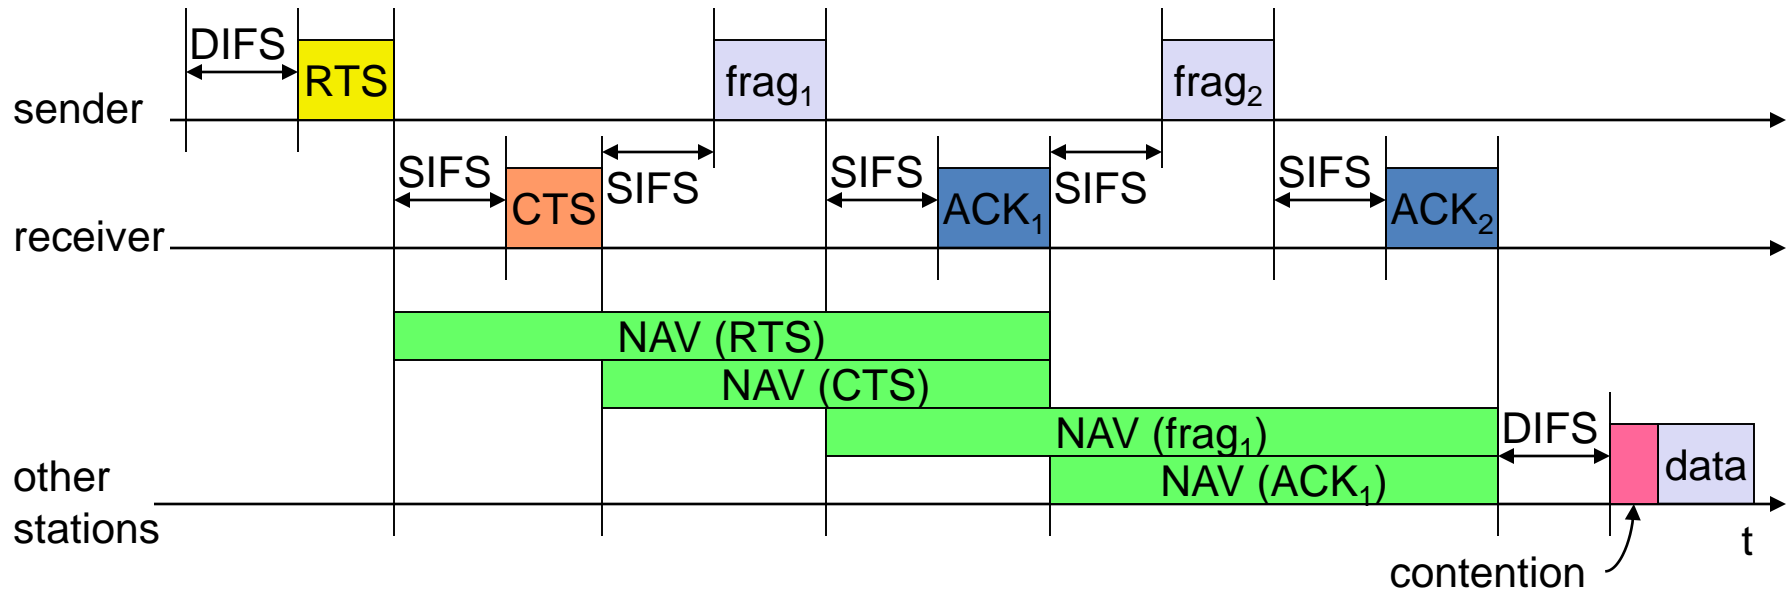 DIFS
RTS
frag₁
frag₂
sender
SIFS
CTS
SIFS
SIFS
ACK₁
SIFS
SIFS
ACK₂
receiver
NAV (RTS)
NAV (CTS)
NAV (frag₁)
NAV (ACK₁)
DIFS
data
other
stations
t
contention